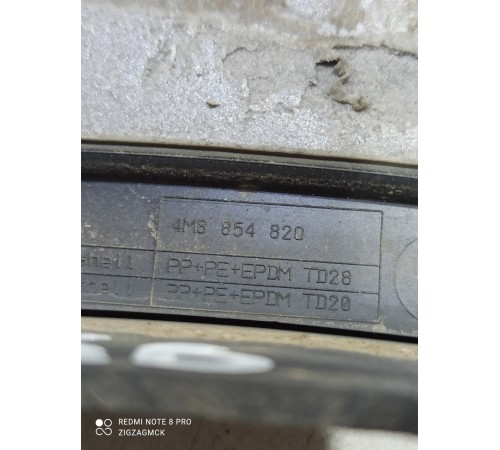 4M8 854 820
PP+PE+EPDM TD28
PP+PE+EPDM TD20
REDMI NOTE 8 PRO
ZIGZAGMCK